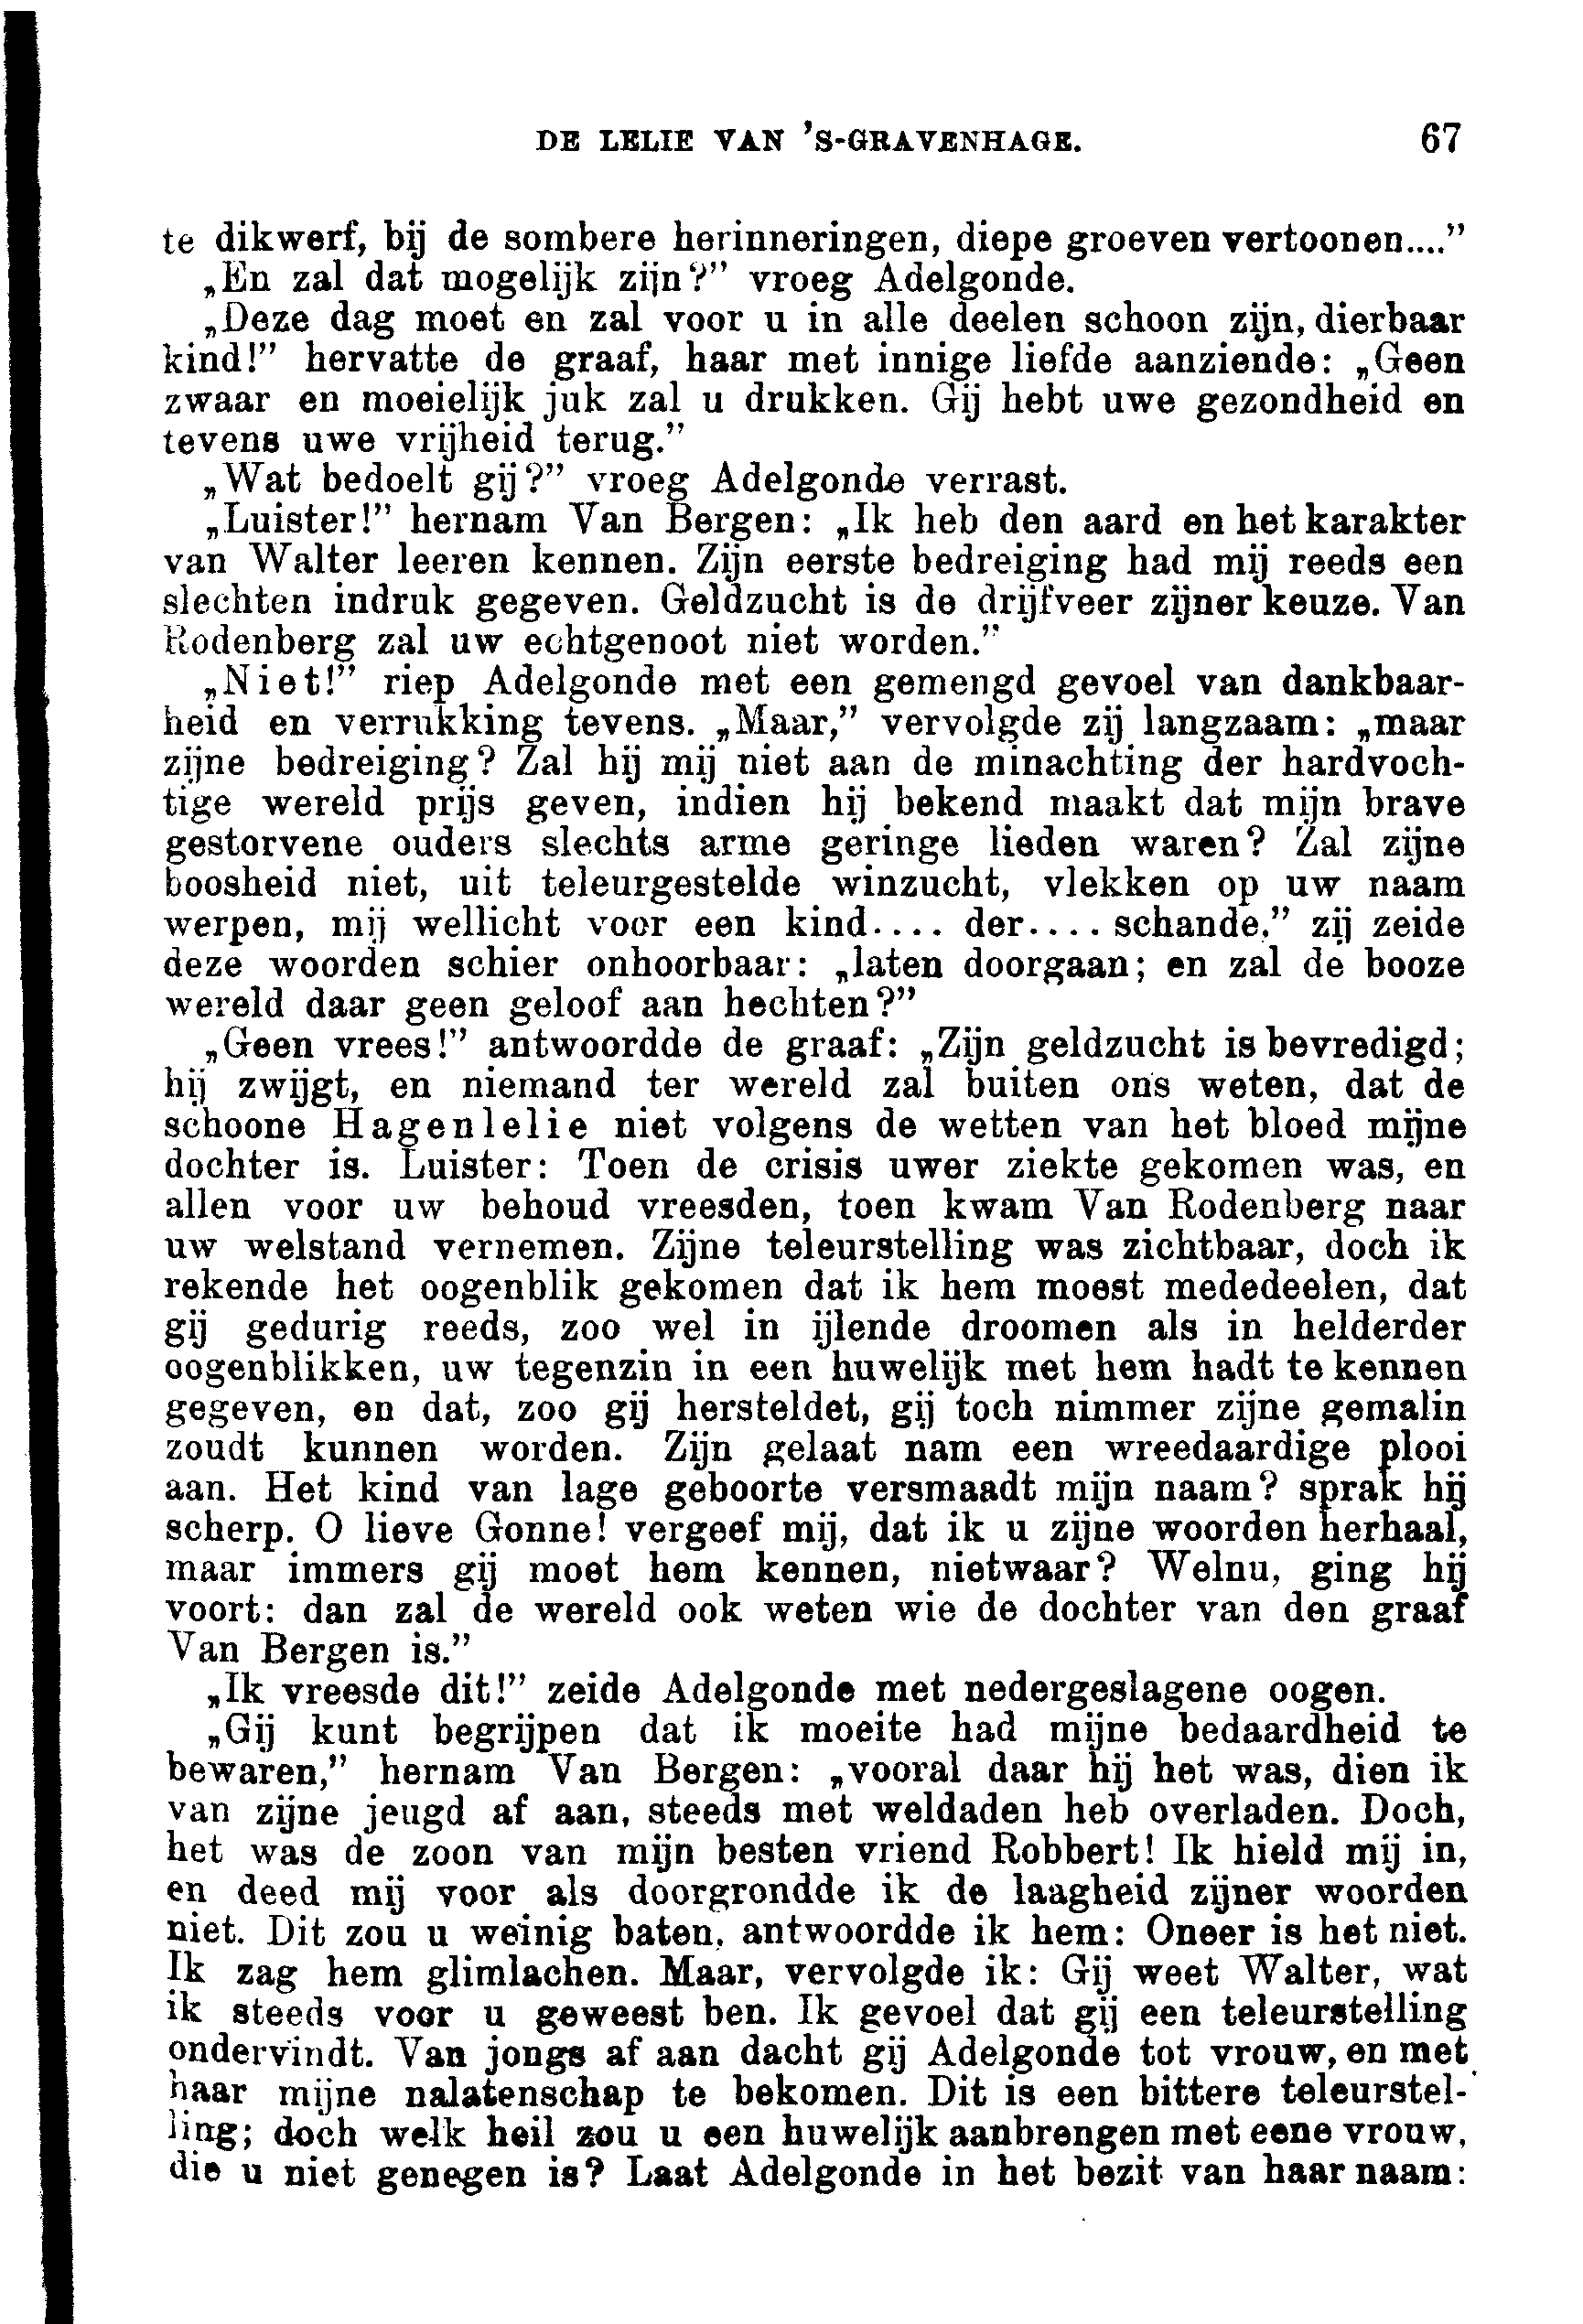 DE LELIE VAN 'S-GRAVENHAGE. 67
te dikwerf, bij de sombere herinneringen, diepe groeven vertoonen...."
„En zal dat mogelijk zijn?" vroeg Adelgonde.
„Deze dag moet en zal voor u in alle deelen schoon zijn, dierbaar
kind!" hervatte de graaf, haar met innige liefde aanziende: „Geen
zwaar en moeielijk juk zal u drukken. Gij hebt uwe gezondheid en
tevens uwe vrijheid terug."
„Wat bedoelt gij?" vroeg Adelgonde verrast.
„Luister!" hernam Van Bergen: „Ik heb den aard en het karakter
van Walter leeren kennen. Zijn eerste bedreiging had mij reeds een
slechten indruk gegeven. Geldzucht is de drijfveer zijner keuze. Van
Rodenberg zal uw echtgenoot niet worden."
„Niet!" riep Adelgonde met een gemengd gevoel van dankbaar-
heid en verrukking tevens. „Maar," vervolgde zij langzaam: „maar
zijne bedreiging? Zal hij mij niet aan de minachting der hardvoch-
tige wereld prijs geven, indien hij bekend maakt dat mijn brave
gestorvene ouders slechts arme geringe lieden waren? Zal zijne
boosheid niet, uit teleurgestelde winzucht, vlekken op uw naam
werpen, mij wellicht voor een kind.... der.... schande." zij zeide
deze woorden schier onhoorbaar: „laten doorgaan; en zal de booze
wereld daar geen geloof aan hechten?"
„Geen vrees!" antwoordde de graaf: „Zijn geldzucht is bevredigd;
hij zwijgt, en niemand ter wereld zal buiten ons weten, dat de
schoone Hagenlelie niet volgens de wetten van het bloed mijne
dochter is. Luister: Toen de crisis uwer ziekte gekomen was, en
allen voor uw behoud vreesden, toen kwam Van Rodenberg naar
uw welstand vernemen. Zijne teleurstelling was zichtbaar, doch ik
rekende het oogenblik gekomen dat ik hem moest mededeelen, dat
gij gedurig reeds, zoo wel in ijlende droomen als in helderder
oogenblikken, uw tegenzin in een huwelijk met hem hadt te kennen
gegeven, en dat, zoo gij hersteldet, gij toch nimmer zijne gemalin
zoudt kunnen worden. Zijn gelaat nam een wreedaardige plooi
aan. Het kind van lage geboorte versmaadt mijn naam? sprak hij
scherp. O lieve Gonne! vergeef mij, dat ik u zijne woorden herhaal,
maar immers gij moet hem kennen, nietwaar? Welnu, ging hij
voort: dan zal de wereld ook weten wie de dochter van den graaf
Van Bergen is."
„Ik vreesde dit!" zeide Adelgonde met nedergeslagene oogen.
„Gij kunt begrijpen dat ik moeite had mijne bedaardheid te
bewaren," hernam Van Bergen: „vooral daar hij het was, dien ik
van zijne jeugd af aan, steeds met weldaden heb overladen. Doch,
het was de zoon van mijn besten vriend Robbert! Ik hield mij in,
en deed mij voor als doorgrondde ik de laagheid zijner woorden
niet. Dit zou u weinig baten, antwoordde ik hem: Oneer is het niet.
Ik zag hem glimlachen. Maar, vervolgde ik: Gij weet Walter, wat
ik steeds voor u geweest ben. Ik gevoel dat gij een teleurstelling
ondervindt. Van jongs af aan dacht gij Adelgonde tot vrouw, en met
haar mijne nalatenschap te bekomen. Dit is een bittere teleurstel-
ling; doch welk heil zou u een huwelijk aanbrengen met eene vrouw,
die u niet genegen is? Laat Adelgonde in het bezit van haar naam: